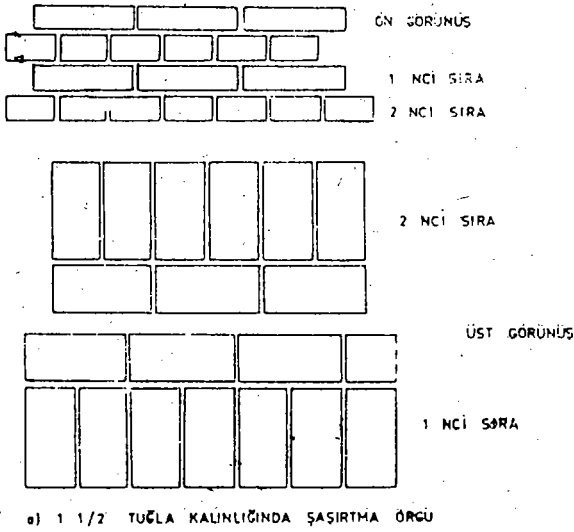 ÖN GÖRÜNÜŞ
1 NCİ SIRA
2 NCİ SIRA
2 NCİ SIRA
ÜST GÖRÜNÜŞ
1 NCİ SIRA
a) 1 1/2 TUĞLA KALINLIĞINDA ŞAŞIRTMA ÖRGÜ